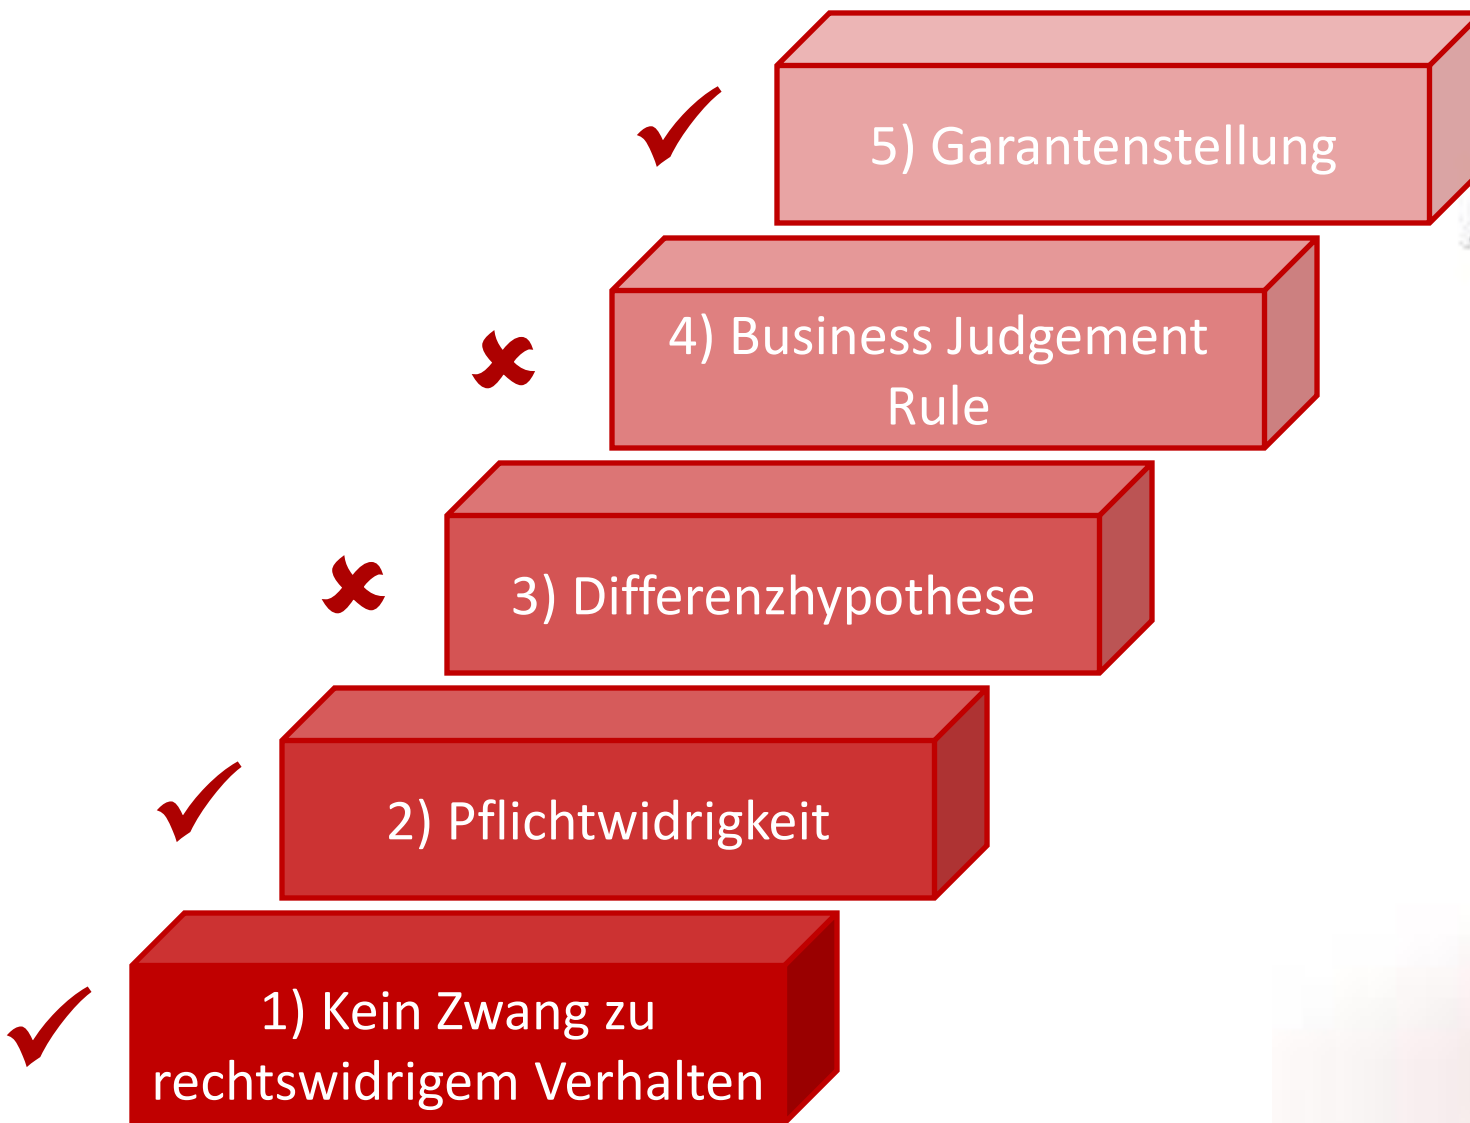 5) Garantenstellung
4) Business Judgement
Rule
3) Differenzhypothese
2) Pflichtwidrigkeit
1) Kein Zwang zu
rechtswidrigem Verhalten